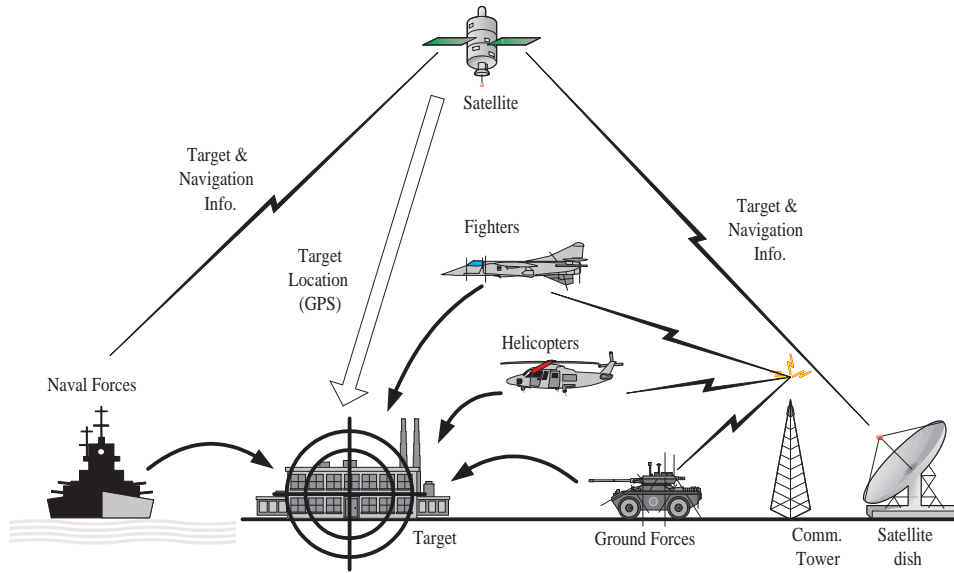 Satellite
Target &
Navigation
Info.
Target &
Navigation
Info.
Fighters
Target
Location
(GPS)
Helicopters
Naval Forces
Target
Ground Forces
Comm.
Tower
Satellite
dish